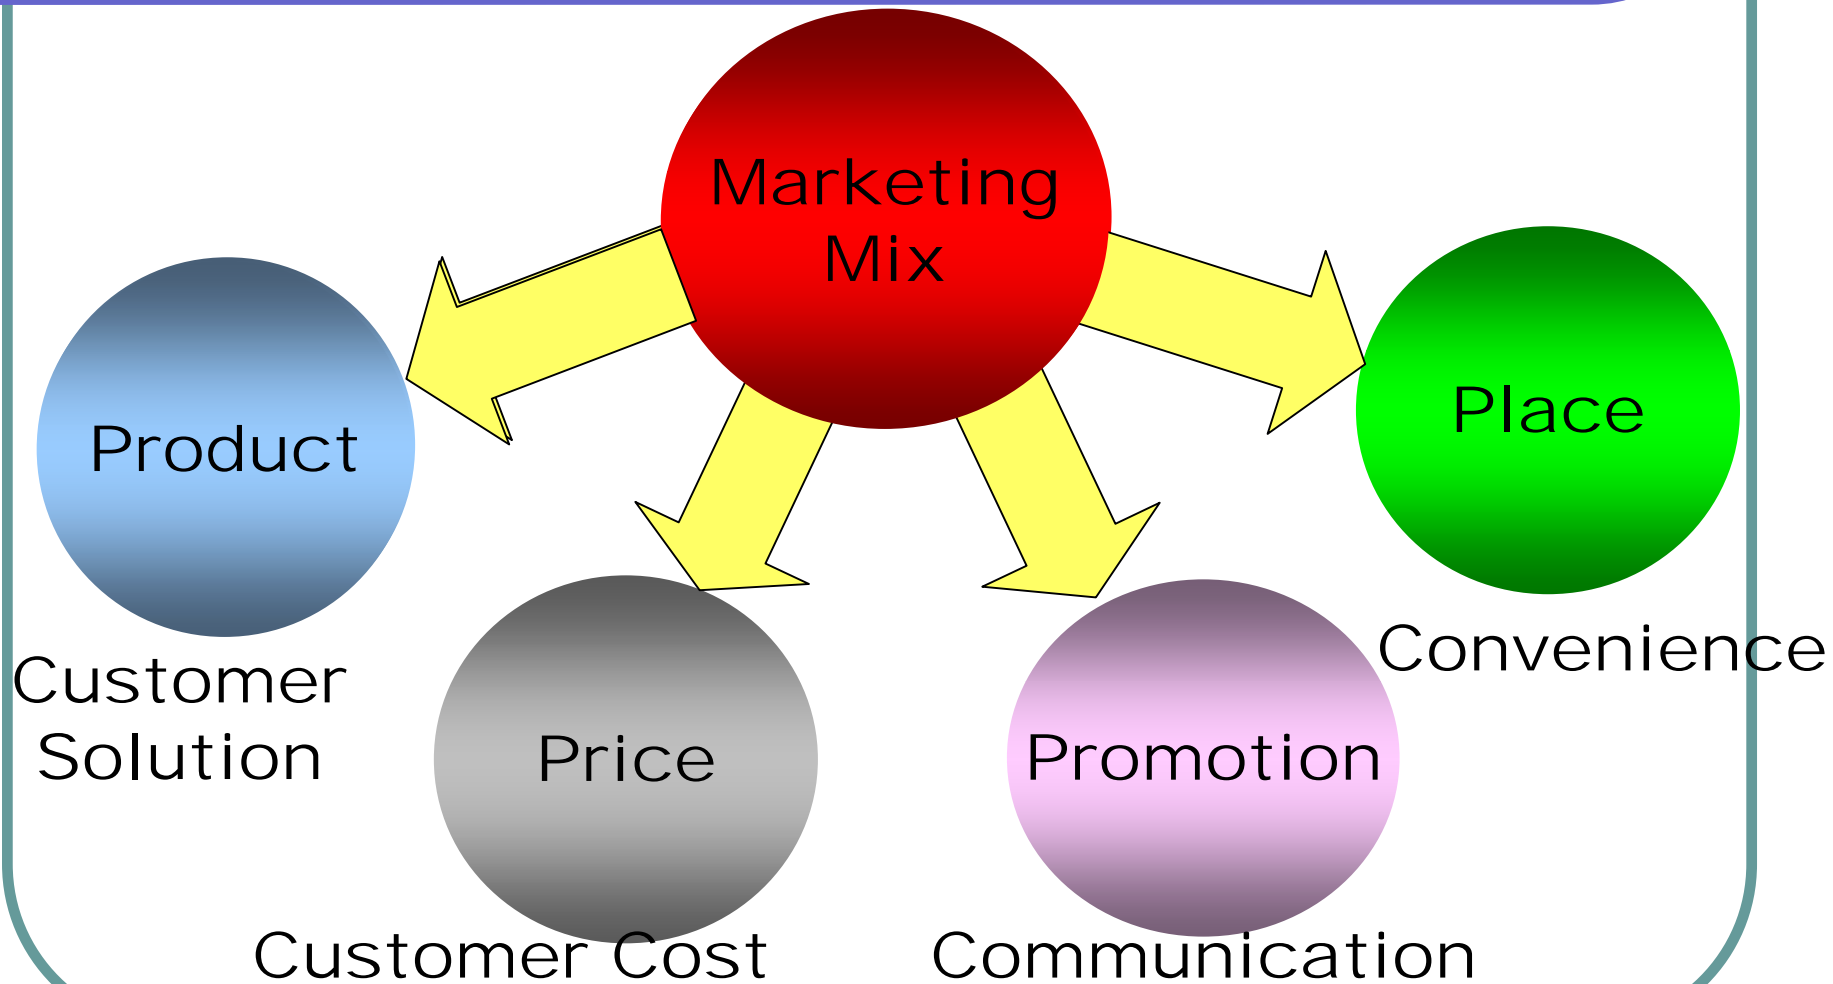 Marketing
Mix
Product
Place
Customer
Solution
Convenience
Price
Promotion
Customer Cost
Communication